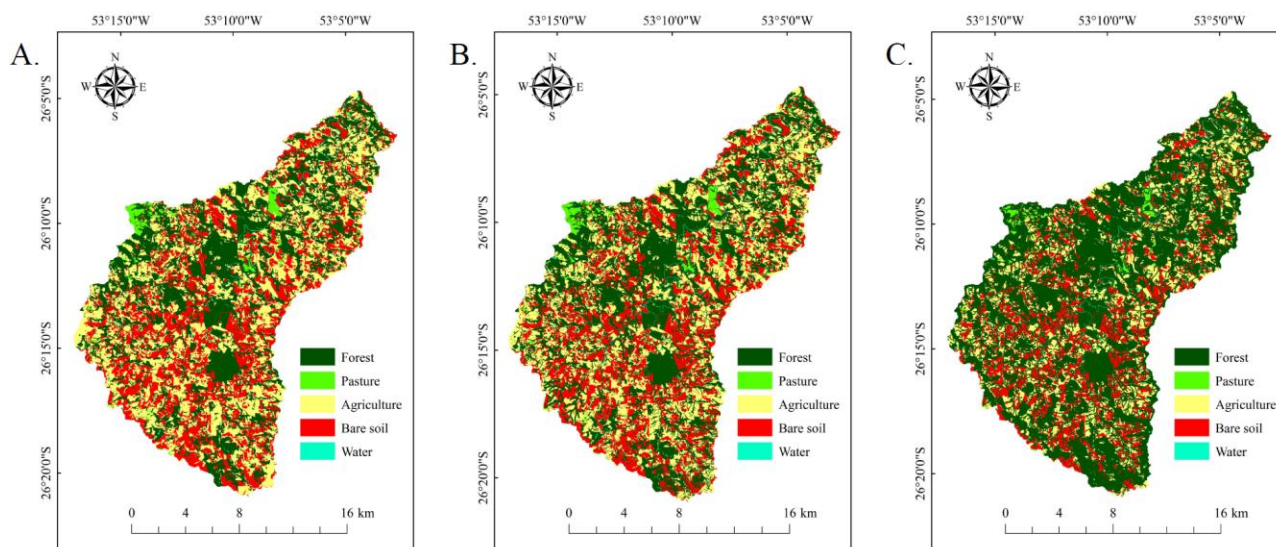 A.
53°15'0"W 53°10'0"W 53°5'0"W
N
W E
S
26°5'0"S
26°10'0"S
26°15'0"S
26°20'0"S
Forest
Pasture
Agriculture
Bare soil
Water
0 4 8 16 km
B.
53°15'0"W 53°10'0"W 53°5'0"W
N
W E
S
26°5'0"S
26°10'0"S
26°15'0"S
26°20'0"S
Forest
Pasture
Agriculture
Bare soil
Water
0 4 8 16 km
C.
53°15'0"W 53°10'0"W 53°5'0"W
N
W E
S
26°5'0"S
26°10'0"S
26°15'0"S
26°20'0"S
Forest
Pasture
Agriculture
Bare soil
Water
0 4 8 16 km